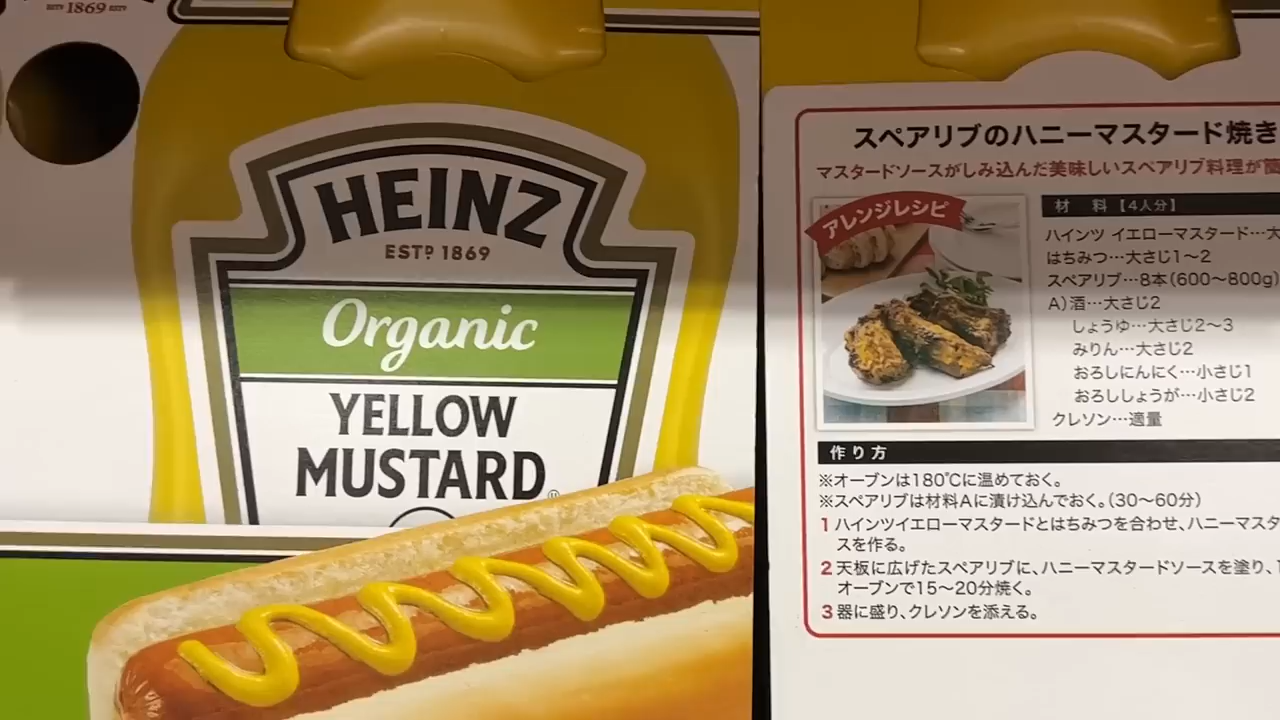 ESTD 1869 ESTD
HEINZ
ESTD 1869
Organic
YELLOW
MUSTARD
スペアリブのハニーマスタード焼き
マスタードソースがしみ込んだ美味しいスペアリブ料理が
アレンジレシピ
材 料【4人分】
ハインツ イエローマスタード…大
はちみつ…大さじ1〜2
スペアリブ…8本(600〜800g)
A)酒…大さじ2
しょうゆ…大さじ2〜3
みりん…大さじ2
おろしにんにく…小さじ1
おろししょうが…小さじ2
クレソン…適量
作り方
※オーブンは180℃に温めておく。
※スペアリブは材料Aに漬け込んでおく。(30〜60分)
1 ハインツイエローマスタードとはちみつを合わせ、ハニーマスタ
スを作る。
2 天板に広げたスペアリブに、ハニーマスタードソースを塗り、1
オーブンで15〜20分焼く。
3 器に盛り、クレソンを添える。